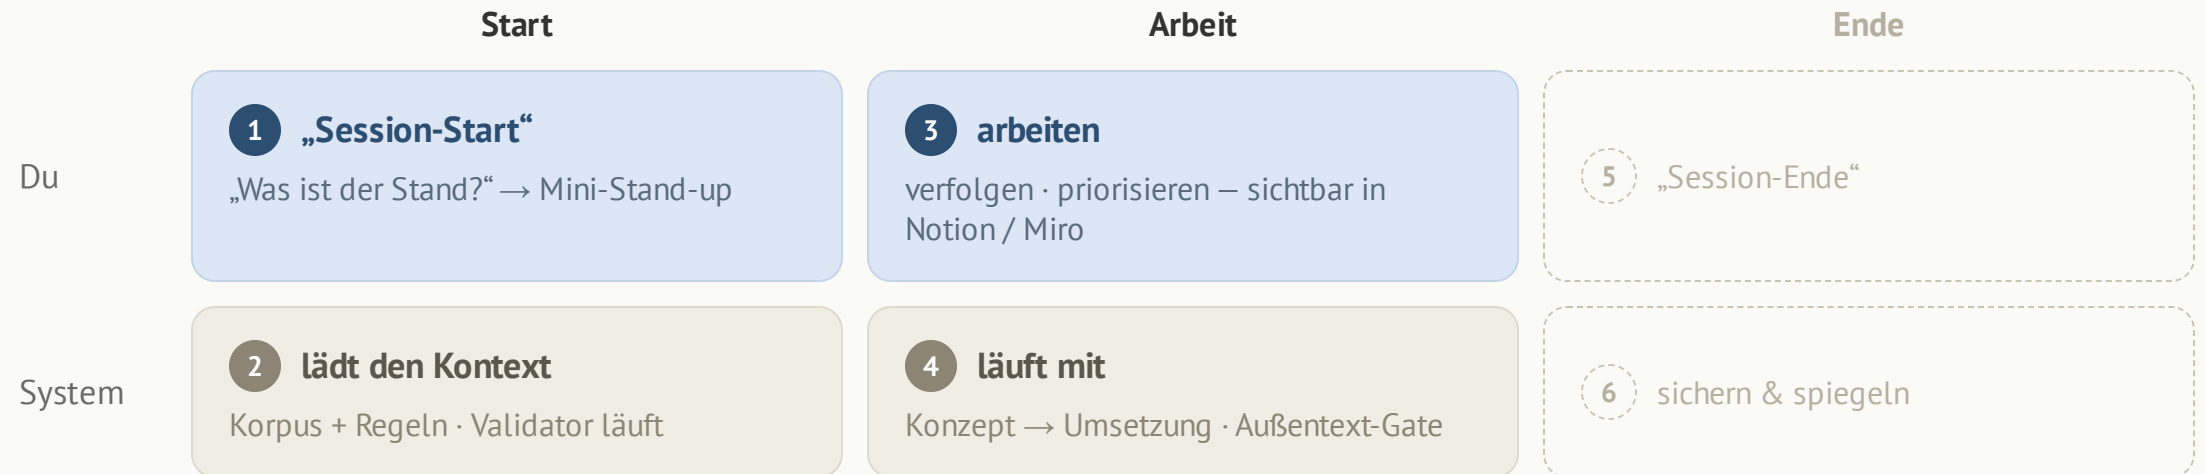 Start
Arbeit
Ende
Du
1 „Session-Start“
„Was ist der Stand?“ → Mini-Stand-up
3 arbeiten
verfolgen · priorisieren — sichtbar in
Notion / Miro
5 „Session-Ende“
System
2 lädt den Kontext
Korpus + Regeln · Validator läuft
4 läuft mit
Konzept → Umsetzung · Außentext-Gate
6 sichern & spiegeln